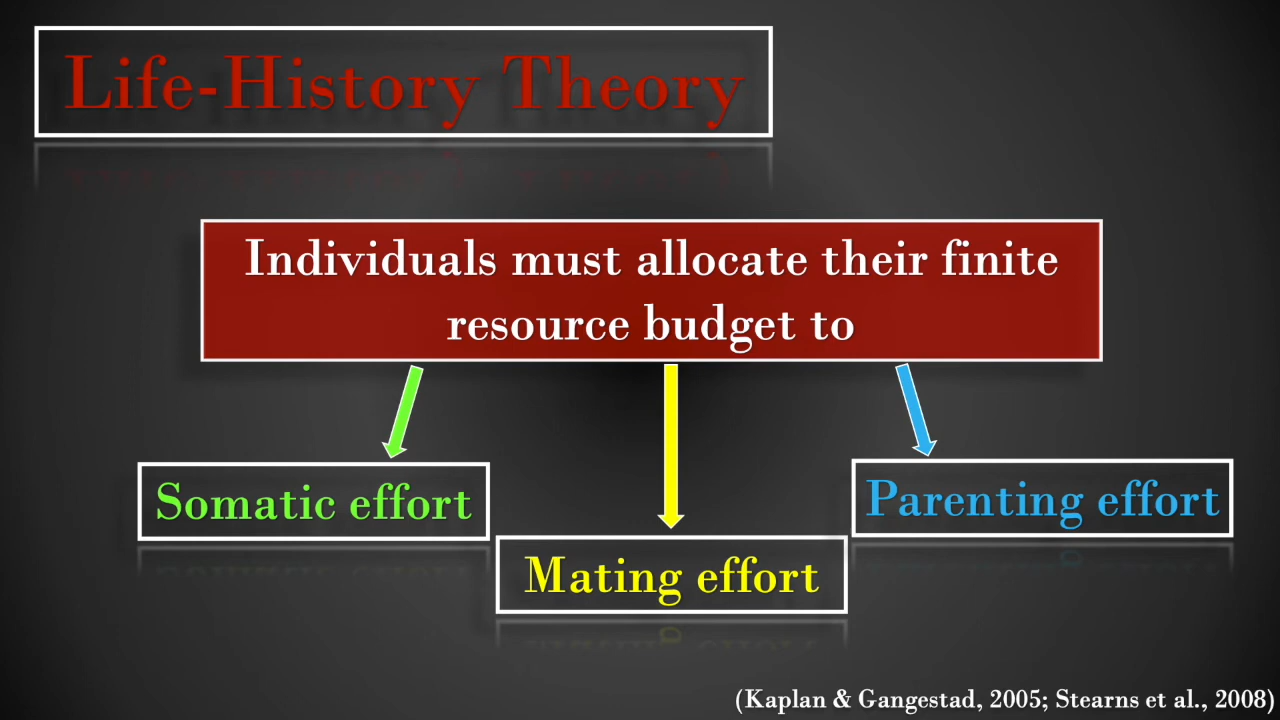 Life-History Theory
Individuals must allocate their finite
resource budget to
Somatic effort
Mating effort
Parenting effort
(Kaplan & Gangestad, 2005; Stearns et al., 2008)